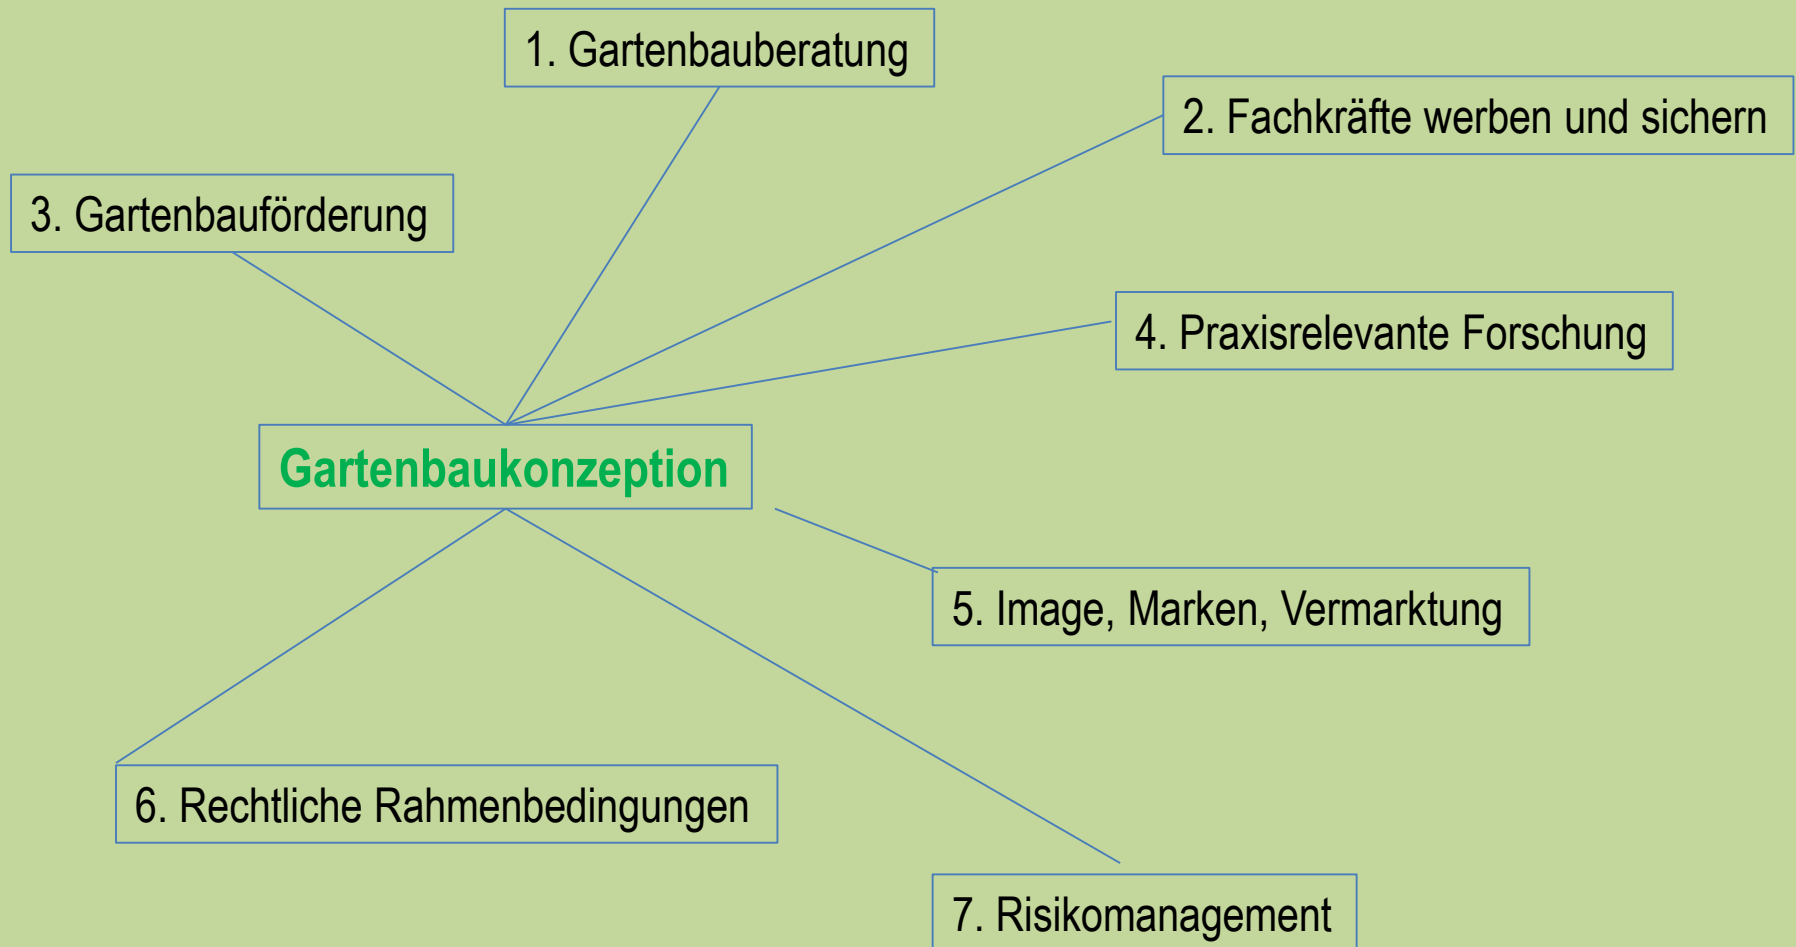 1. Gartenbauberatung
2. Fachkräfte werben und sichern
3. Gartenbauförderung
4. Praxisrelevante Forschung
Gartenbaukonzeption
5. Image, Marken, Vermarktung
6. Rechtliche Rahmenbedingungen
7. Risikomanagement